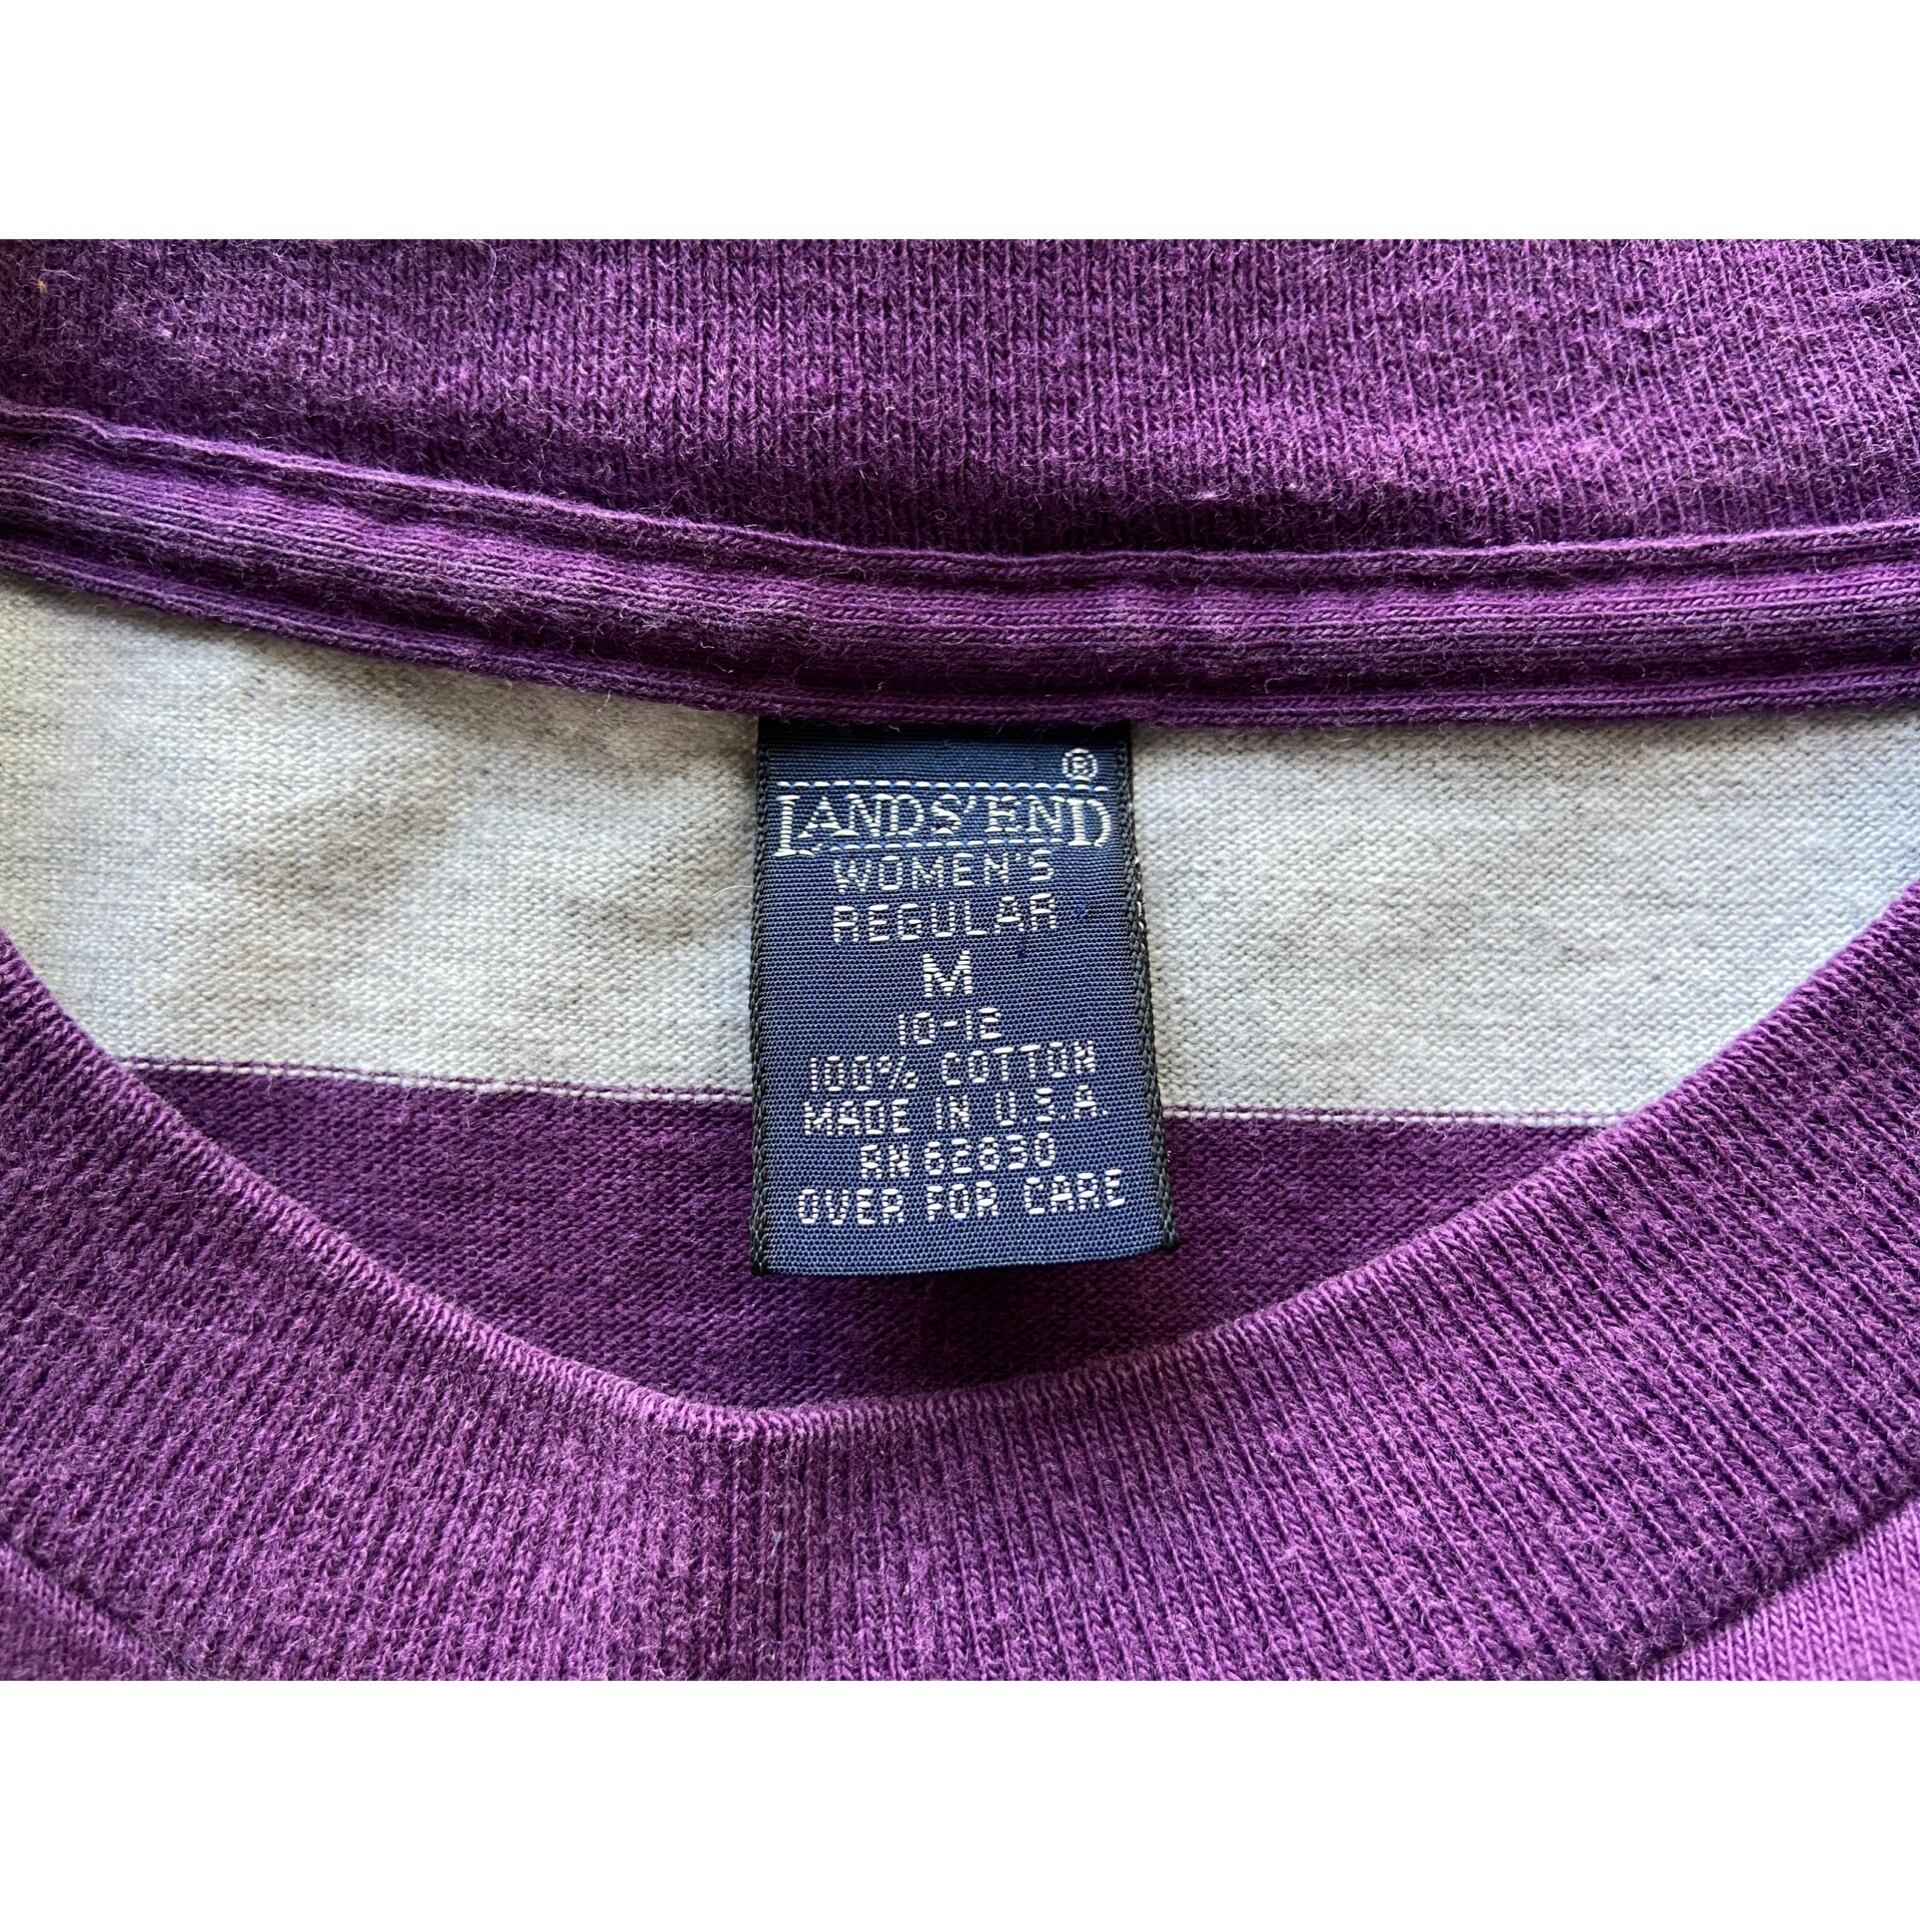 ®
LANDS' END
WOMEN'S
REGULAR
M
10-12
100% COTTON
MADE IN U.S.A.
RN 62830
OVER FOR CARE